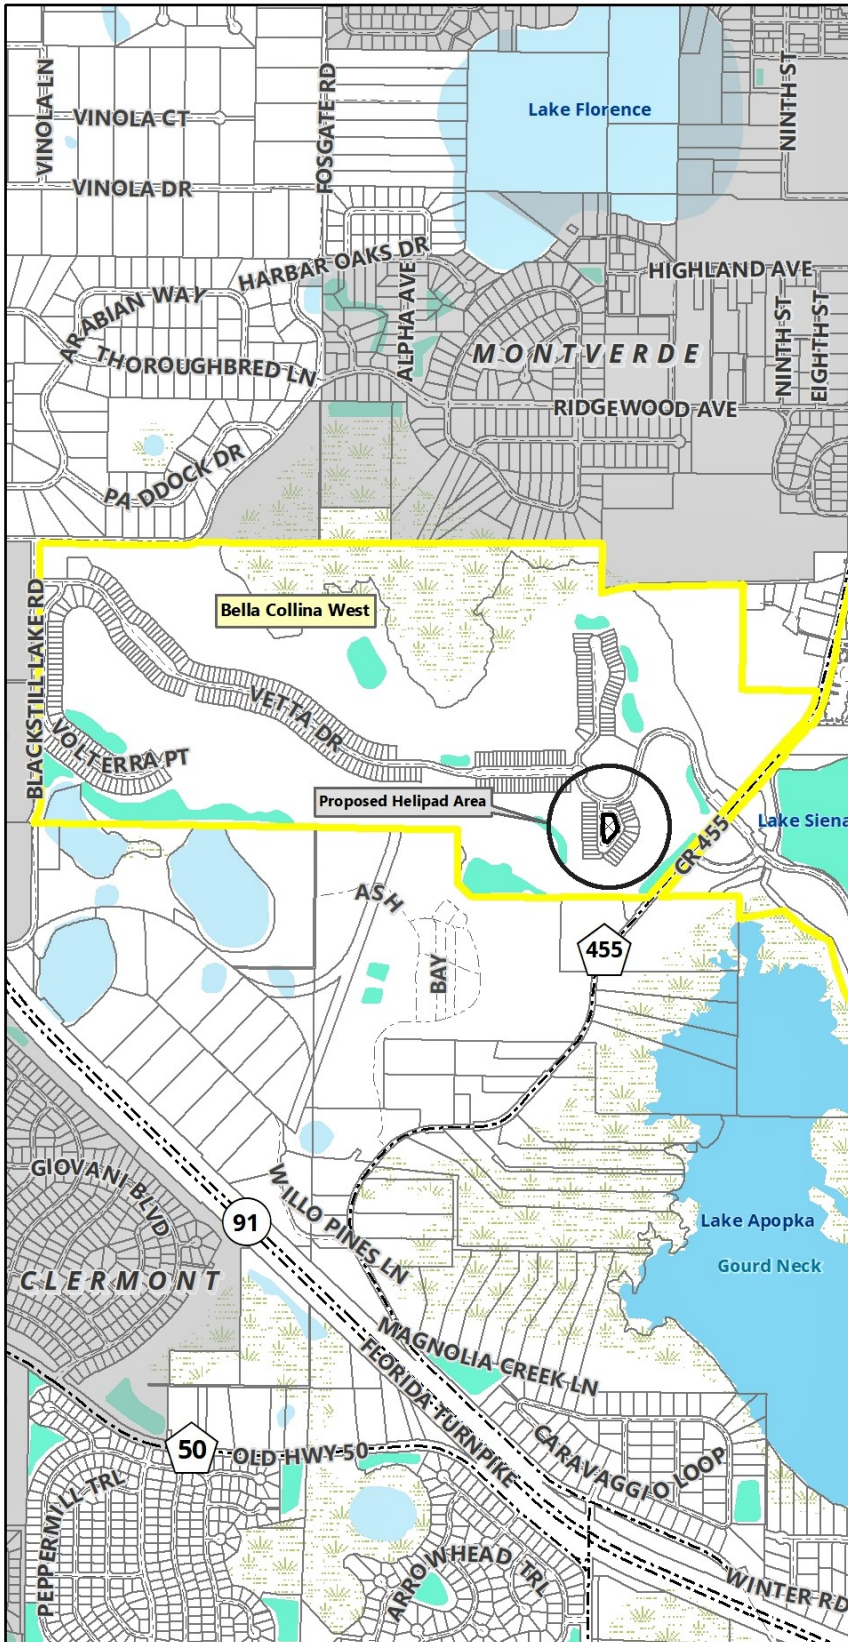 VINOLA LN
VINOLA CT
VINOLA DR
FOSGATE RD
Lake Florence
NINTH ST
HARBAR OAKS DR
ARABIAN WAY
ALPHA AVE
HIGHLAND AVE
THOROUGHBRED LN
MONTVERDE
NINTH ST
EIGHTH ST
RIDGEWOOD AVE
PADDOCK DR
BLACKSTILL LAKE RD
Bella Collina West
VETTA DR
VOLTERRA PT
Proposed Helipad Area
CR 455
Lake Siena
ASH
BAY
455
GIOVANI BLVD
WILLO PINES LN
91
CLERMONT
Lake Apopka
Gourd Neck
MAGNOLIA CREEK LN
FLORIDA TURNPIKE
50
OLD HWY 50
CARAVAGGIO LOOP
PEPPERMILL TRL
ARROWHEAD TRL
WINTER RD